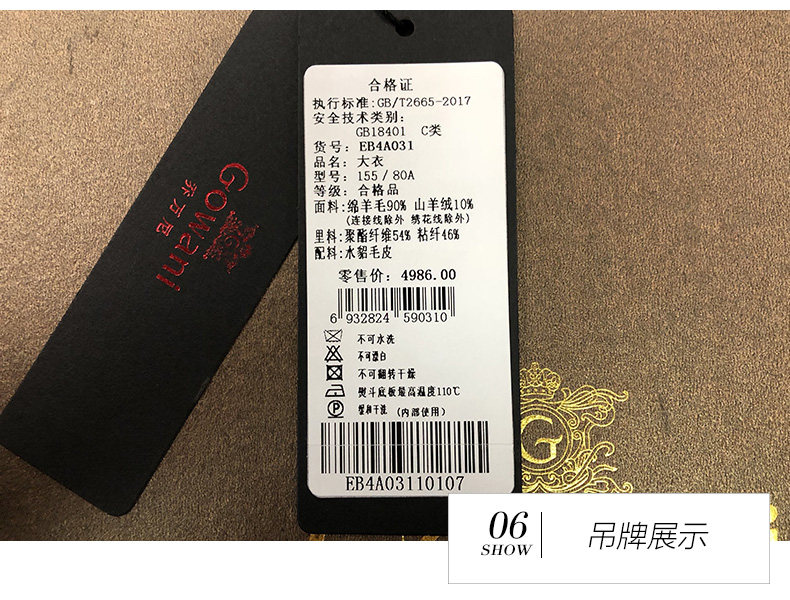 Gowani
乔万尼
合格证
执行标准:GB/T2665-2017
安全技术类别:
GB18401 C类
货号: EB4A031
品名: 大衣
型号: 155/80A
等级: 合格品
面料:绵羊毛90% 山羊绒10%
(连接线除外 绣花线除外)
里料:聚酯纤维54% 粘纤46%
配料:水貂毛皮
零售价: 4986.00
6 932824 590310
不可水洗
不可漂白
不可翻转干燥
熨斗底板最高温度110℃
P
缓和干洗 (内部使用)
EB4A03110107
G
06
SHOW
吊牌展示